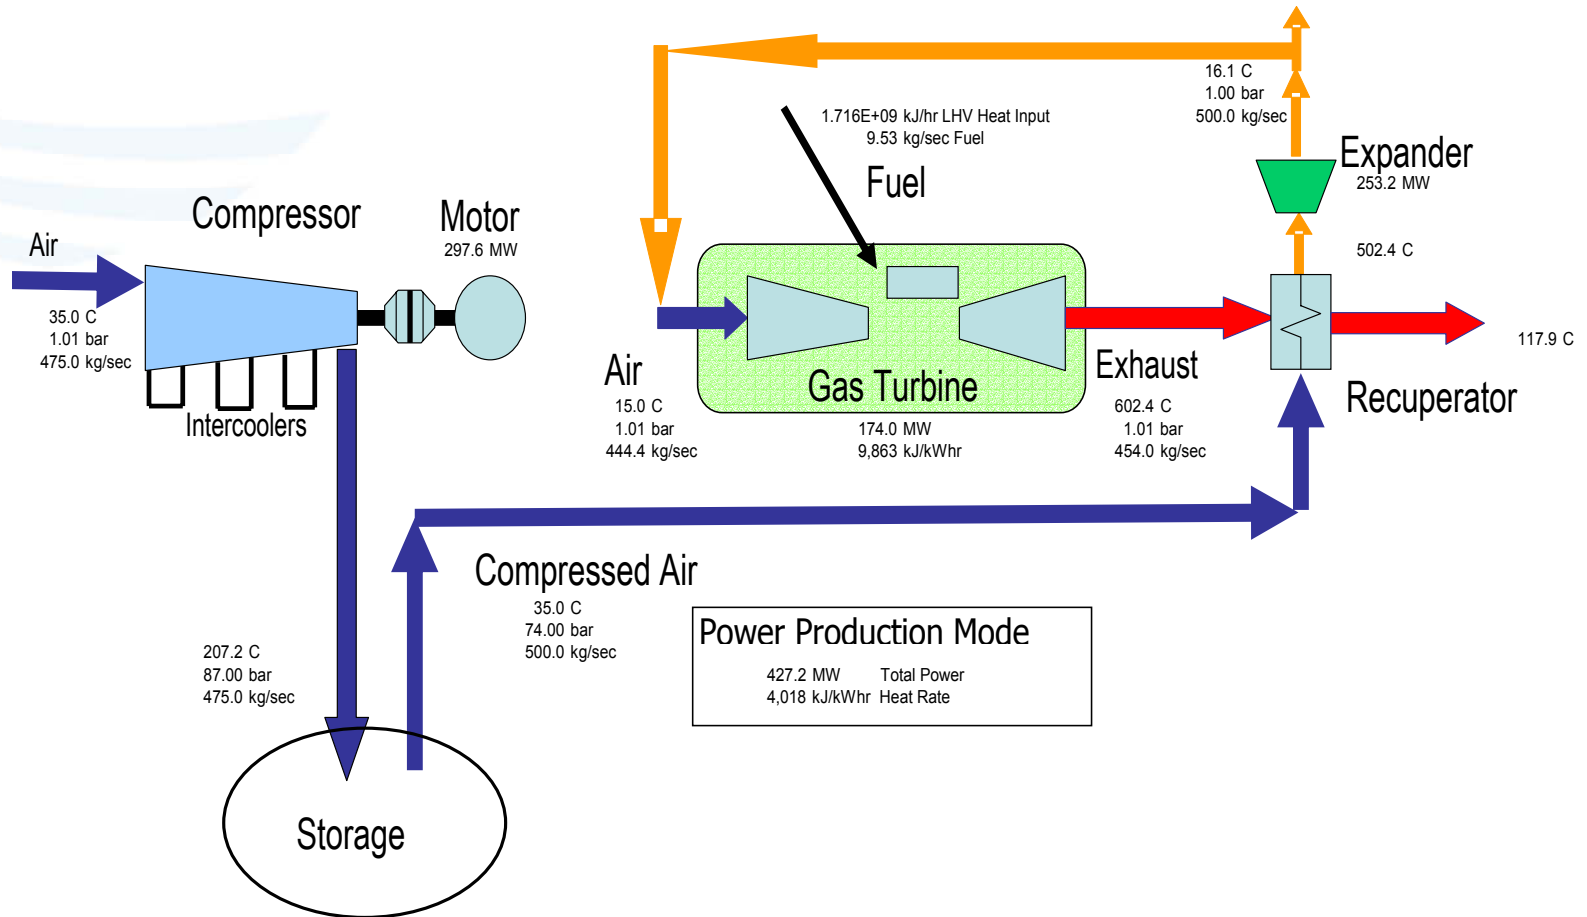 16.1 C
1.00 bar
500.0 kg/sec
1.716E+09 kJ/hr LHV Heat Input
9.53 kg/sec Fuel
Fuel
Expander
253.2 MW
Compressor
Motor
297.6 MW
Air
502.4 C
35.0 C
1.01 bar
475.0 kg/sec
Intercoolers
Air
15.0 C
1.01 bar
444.4 kg/sec
Gas Turbine
174.0 MW
9,863 kJ/kWhr
Exhaust
602.4 C
1.01 bar
454.0 kg/sec
117.9 C
Recuperator
Compressed Air
35.0 C
74.00 bar
500.0 kg/sec
207.2 C
87.00 bar
475.0 kg/sec
Power Production Mode
427.2 MW Total Power
4,018 kJ/kWhr Heat Rate
Storage